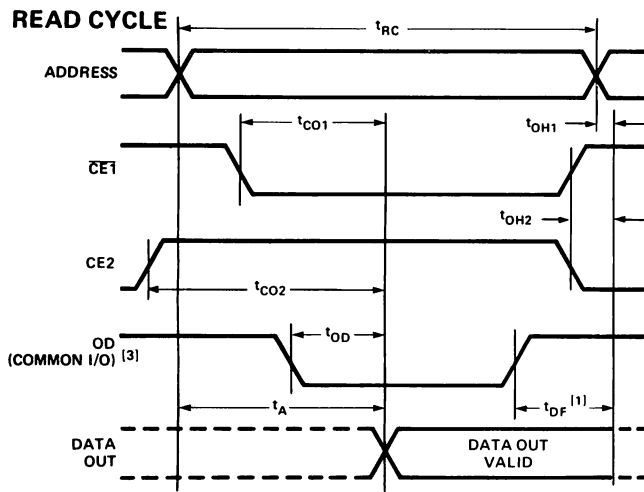 READ CYCLE
tRC
ADDRESS
tCO1
tOH1
CE1
tOH2
CE2
tCO2
tOD
OD
(COMMON I/O) [3]
tA
tDF [1]
DATA
OUT
DATA OUT
VALID